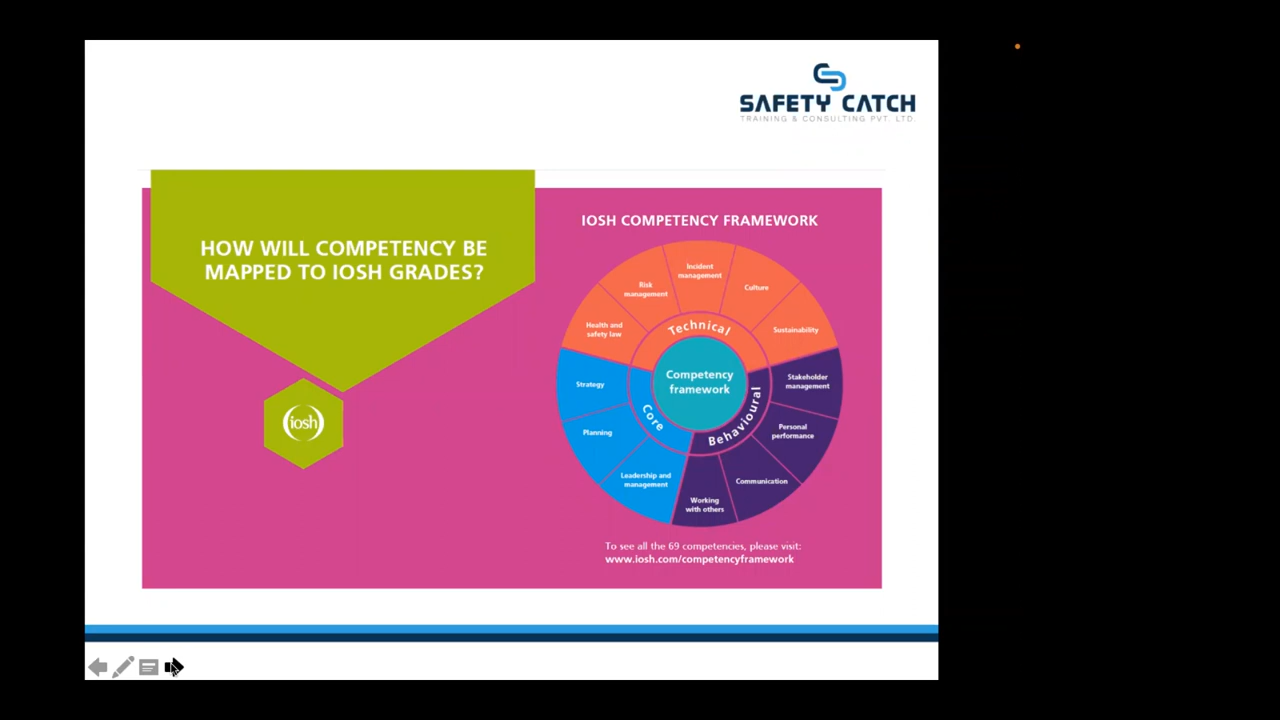 SAFETY CATCH
TRAINING & CONSULTING PVT. LTD.
HOW WILL COMPETENCY BE
MAPPED TO IOSH GRADES?
iosh
IOSH COMPETENCY FRAMEWORK
Incident
management
Risk
management
Culture
Health and
safety law
Sustainability
Technical
Competency
framework
Strategy
Stakeholder
management
Core
Behavioural
Planning
Personal
performance
Leadership and
management
Communication
Working
with others
To see all the 69 competencies, please visit:
www.iosh.com/competencyframework